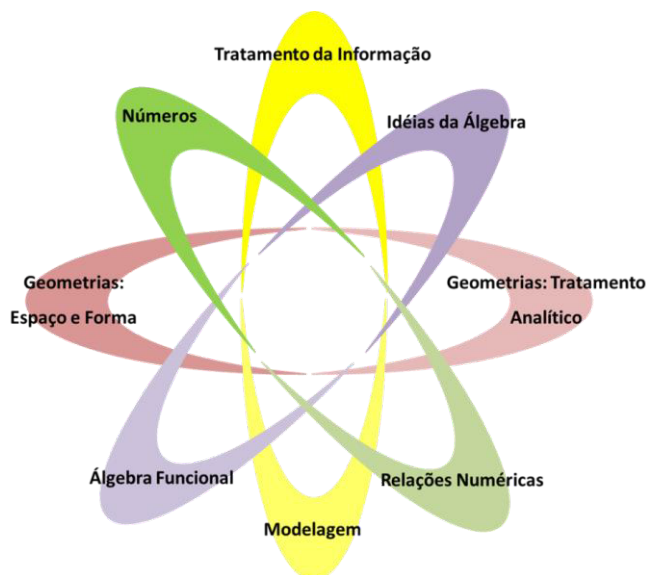 Tratamento da Informação
Números
Idéias da Álgebra
Geometrias:
Espaço e Forma
Geometrias: Tratamento
Analítico
Álgebra Funcional
Relações Numéricas
Modelagem